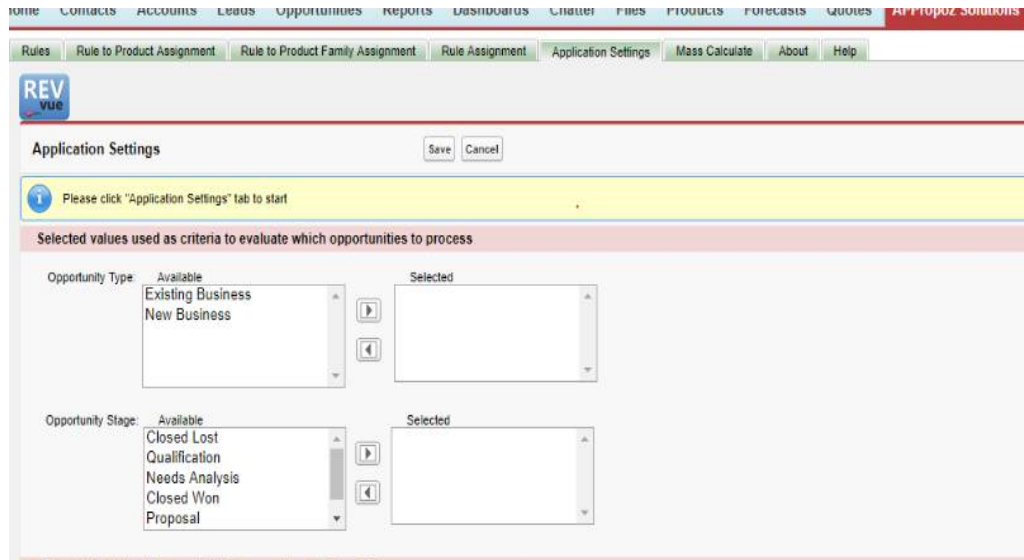 Home Contacts Accounts Leads Opportunities Reports Dashboards Chatter Files Products Forecasts Quotes APPropoz Solutions
Rules Rule to Product Assignment Rule to Product Family Assignment Rule Assignment Application Settings Mass Calculate About Help
REV
vue
Application Settings Save Cancel
Please click "Application Settings" tab to start
Selected values used as criteria to evaluate which opportunities to process
Opportunity Type: Available Selected
Existing Business
New Business
Opportunity Stage: Available Selected
Closed Lost
Qualification
Needs Analysis
Closed Won
Proposal